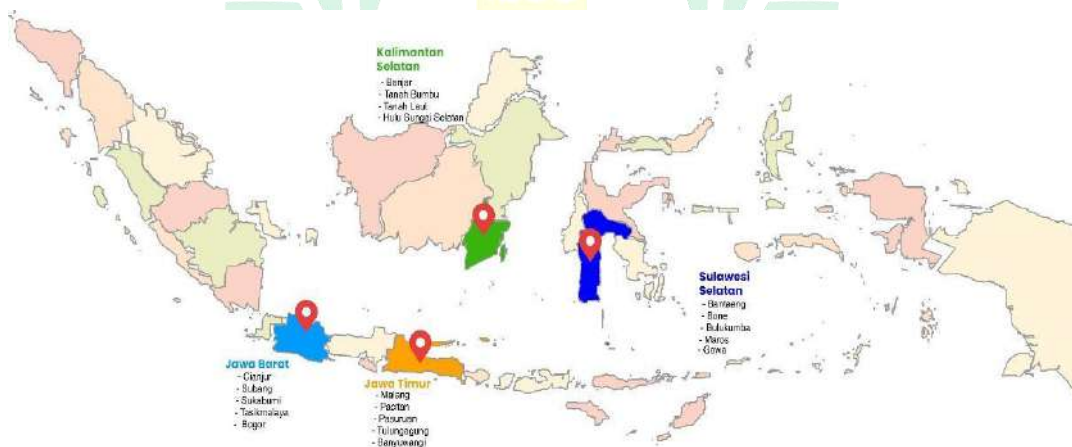 Kalimantan
Selatan
- Banjar
- Tanah Bumbu
- Tanah Laut
- Hulu Sungai Selatan
Sulawesi
Selatan
- Bantaeng
- Bone
- Bulukumba
- Maros
- Gowa
Jawa Barat
- Cianjur
- Subang
- Sukabumi
- Tasikmalaya
- Bogor
Jawa Timur
- Malang
- Pacitan
- Pasuruan
- Tulungagung
- Banyuwangi